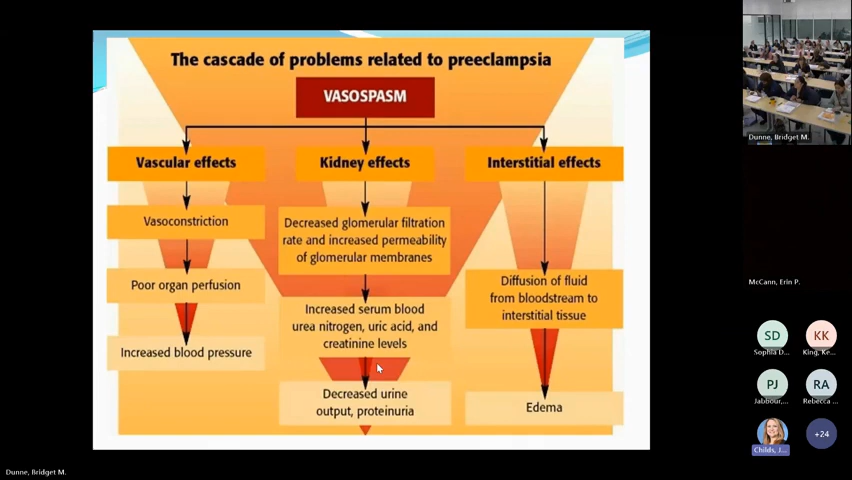 The cascade of problems related to preeclampsia
VASOSPASM
Vascular effects
Kidney effects
Interstitial effects
Vasoconstriction
Decreased glomerular filtration
rate and increased permeability
of glomerular membranes
Poor organ perfusion
Diffusion of fluid
from bloodstream to
interstitial tissue
Increased serum blood
urea nitrogen, uric acid, and
creatinine levels
Increased blood pressure
Decreased urine
output, proteinuria
Edema
Dunne, Bridget M.
McCann, Erin P.
SD
KK
Sophia D...
King, Ke...
PJ
RA
Jabbour,...
Rebecca ...
+24
Childs, J...
Dunne, Bridget M.